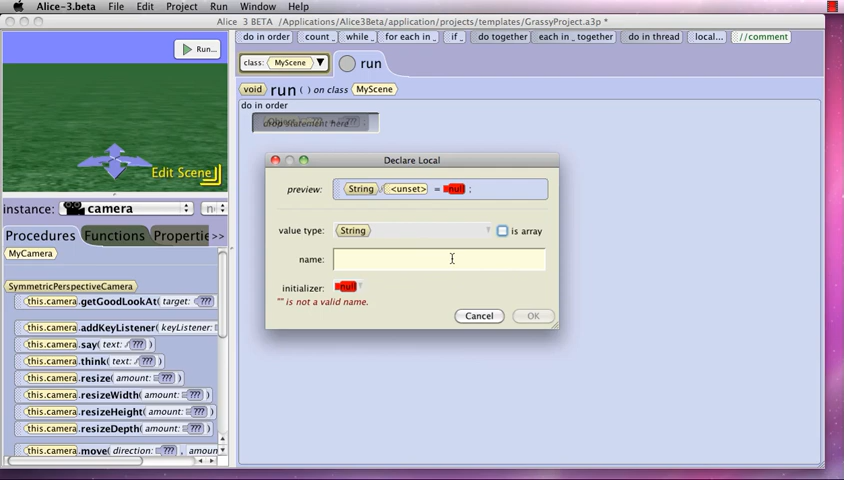 Alice-3.beta File Edit Project Run Window Help
Alice 3 BETA /Applications/Alice3Beta/application/projects/templates/GrassyProject.a3p *
do in order count _ while _ for each in _ if _ do together each in _ together do in thread local... //comment
Run...
class: MyScene
run
void run ( ) on class MyScene
do in order
drop statement here
Edit Scene
Declare Local
preview: String <unset> = null ;
value type: String is array
name:
initializer: null
"" is not a valid name.
Cancel OK
instance: camera
Procedures Functions Propertie >>
MyCamera
SymmetricPerspectiveCamera
this.camera.getGoodLookAt( target: ???
this.camera.addKeyListener( keyListener:
this.camera.say( text: ??? )
this.camera.think( text: ??? )
this.camera.resize( amount: ??? )
this.camera.resizeWidth( amount: ??? )
this.camera.resizeHeight( amount: ??? )
this.camera.resizeDepth( amount: ??? )
this.camera.move( direction: ??? , amoun